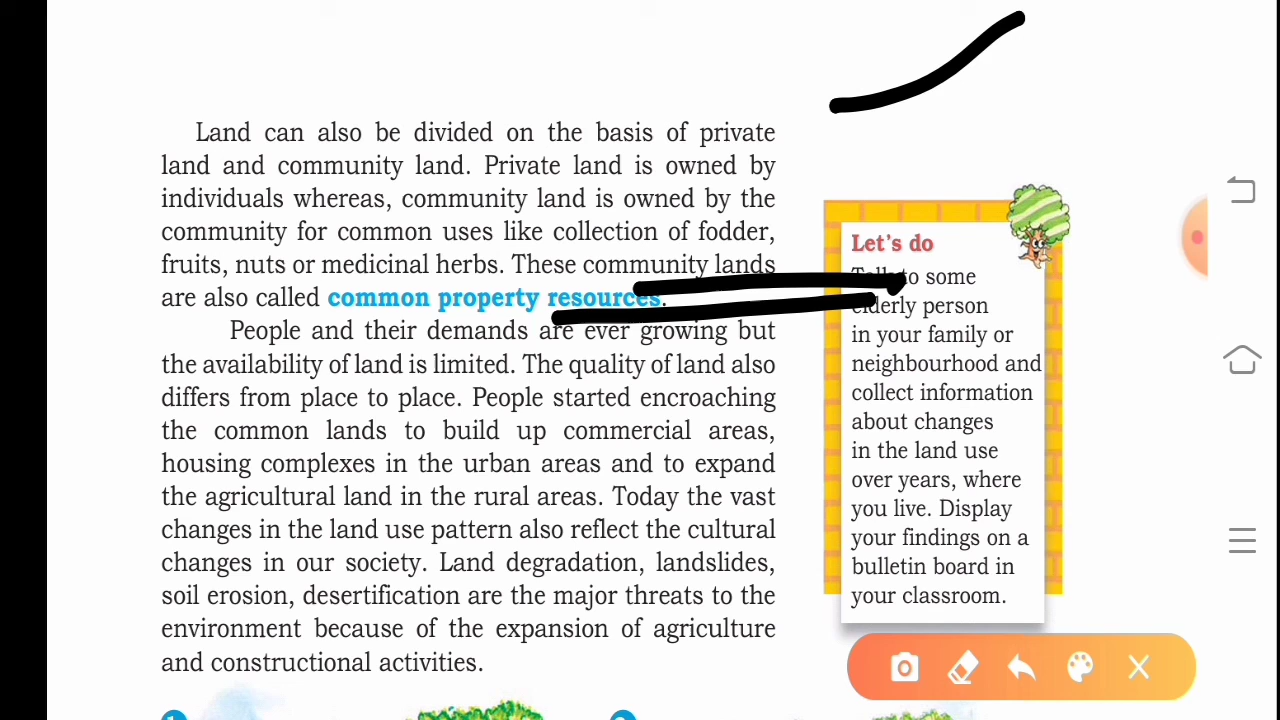 Land can also be divided on the basis of private
land and community land. Private land is owned by
individuals whereas, community land is owned by the
community for common uses like collection of fodder,
fruits, nuts or medicinal herbs. These community lands
are also called common property resources.
People and their demands are ever growing but
the availability of land is limited. The quality of land also
differs from place to place. People started encroaching
the common lands to build up commercial areas,
housing complexes in the urban areas and to expand
the agricultural land in the rural areas. Today the vast
changes in the land use pattern also reflect the cultural
changes in our society. Land degradation, landslides,
soil erosion, desertification are the major threats to the
environment because of the expansion of agriculture
and constructional activities.
Let's do
to some
elderly person
in your family or
neighbourhood and
collect information
about changes
in the land use
over years, where
you live. Display
your findings on a
bulletin board in
your classroom.